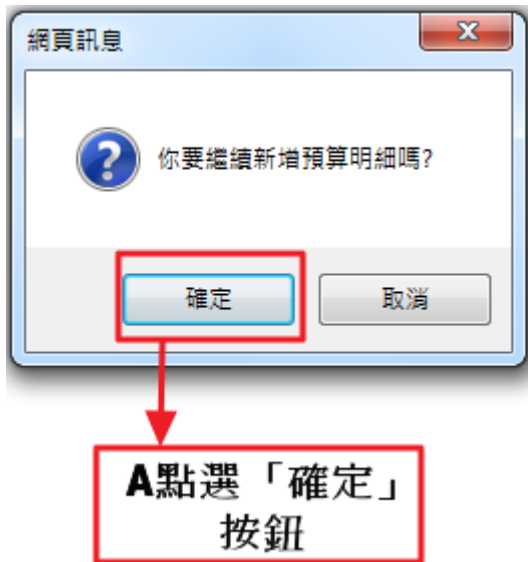 網頁訊息
你要繼續新增預算明細嗎?
確定
取消
A點選「確定」
按鈕